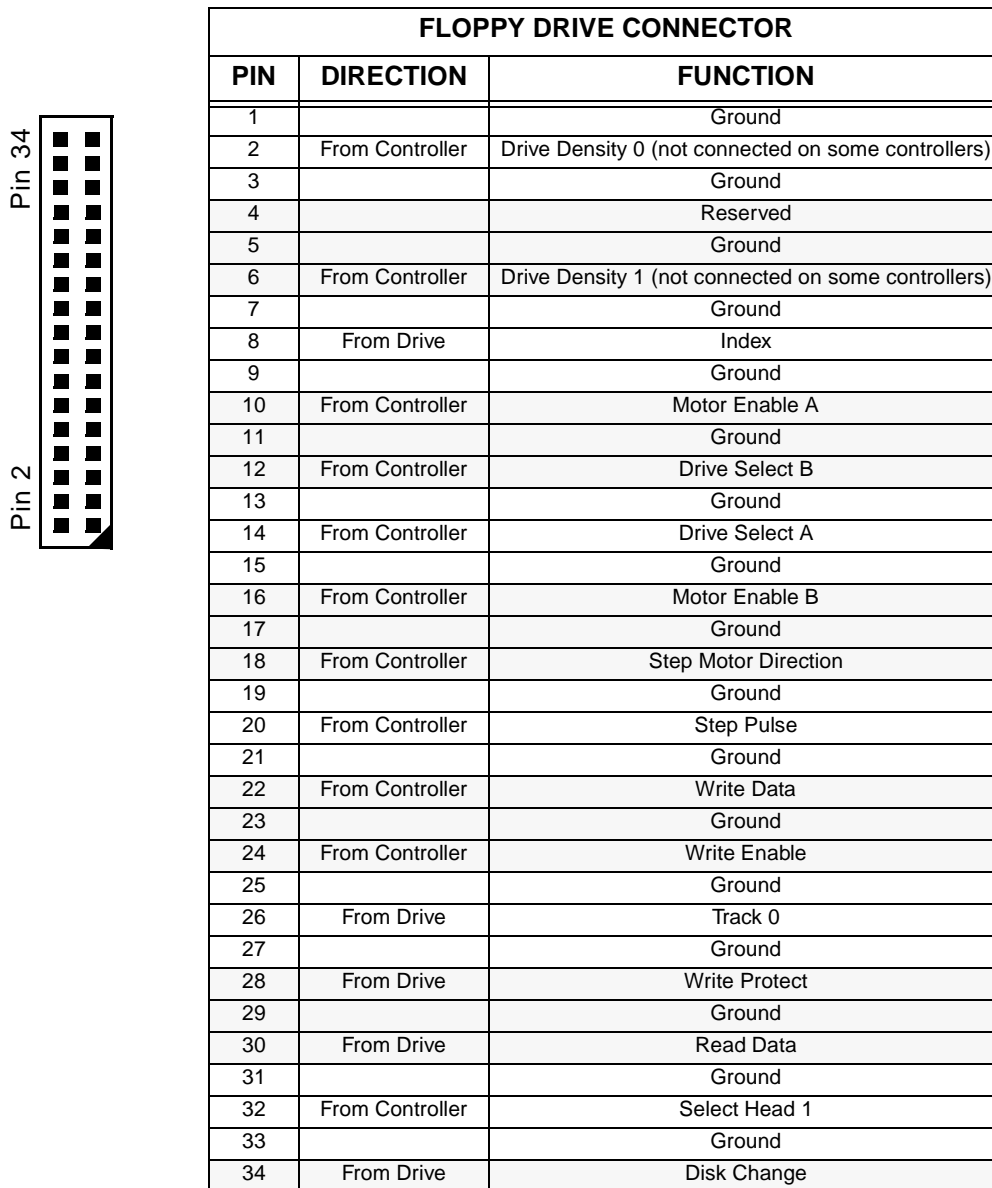 Pin 34
Pin 2
FLOPPY DRIVE CONNECTOR
PIN DIRECTION FUNCTION
1 Ground
2 From Controller Drive Density 0 (not connected on some controllers)
3 Ground
4 Reserved
5 Ground
6 From Controller Drive Density 1 (not connected on some controllers)
7 Ground
8 From Drive Index
9 Ground
10 From Controller Motor Enable A
11 Ground
12 From Controller Drive Select B
13 Ground
14 From Controller Drive Select A
15 Ground
16 From Controller Motor Enable B
17 Ground
18 From Controller Step Motor Direction
19 Ground
20 From Controller Step Pulse
21 Ground
22 From Controller Write Data
23 Ground
24 From Controller Write Enable
25 Ground
26 From Drive Track 0
27 Ground
28 From Drive Write Protect
29 Ground
30 From Drive Read Data
31 Ground
32 From Controller Select Head 1
33 Ground
34 From Drive Disk Change